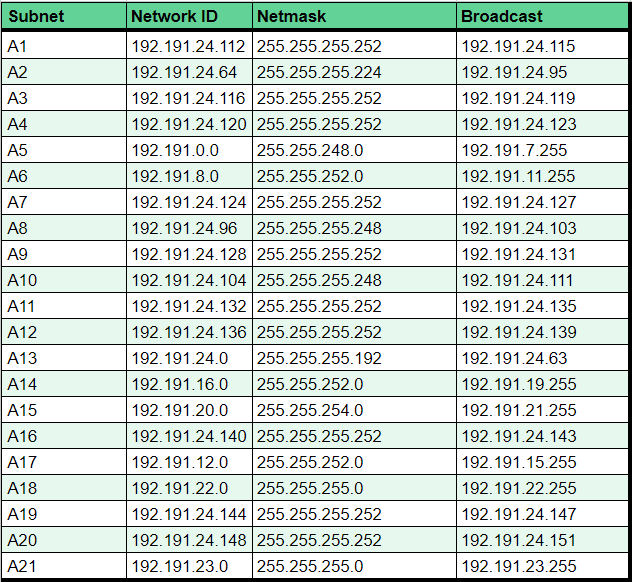 Subnet Network ID Netmask Broadcast
A1 192.191.24.112 255.255.255.252 192.191.24.115
A2 192.191.24.64 255.255.255.224 192.191.24.95
A3 192.191.24.116 255.255.255.252 192.191.24.119
A4 192.191.24.120 255.255.255.252 192.191.24.123
A5 192.191.0.0 255.255.248.0 192.191.7.255
A6 192.191.8.0 255.255.252.0 192.191.11.255
A7 192.191.24.124 255.255.255.252 192.191.24.127
A8 192.191.24.96 255.255.255.248 192.191.24.103
A9 192.191.24.128 255.255.255.252 192.191.24.131
A10 192.191.24.104 255.255.255.248 192.191.24.111
A11 192.191.24.132 255.255.255.252 192.191.24.135
A12 192.191.24.136 255.255.255.252 192.191.24.139
A13 192.191.24.0 255.255.255.192 192.191.24.63
A14 192.191.16.0 255.255.252.0 192.191.19.255
A15 192.191.20.0 255.255.254.0 192.191.21.255
A16 192.191.24.140 255.255.255.252 192.191.24.143
A17 192.191.12.0 255.255.252.0 192.191.15.255
A18 192.191.22.0 255.255.255.0 192.191.22.255
A19 192.191.24.144 255.255.255.252 192.191.24.147
A20 192.191.24.148 255.255.255.252 192.191.24.151
A21 192.191.23.0 255.255.255.0 192.191.23.255